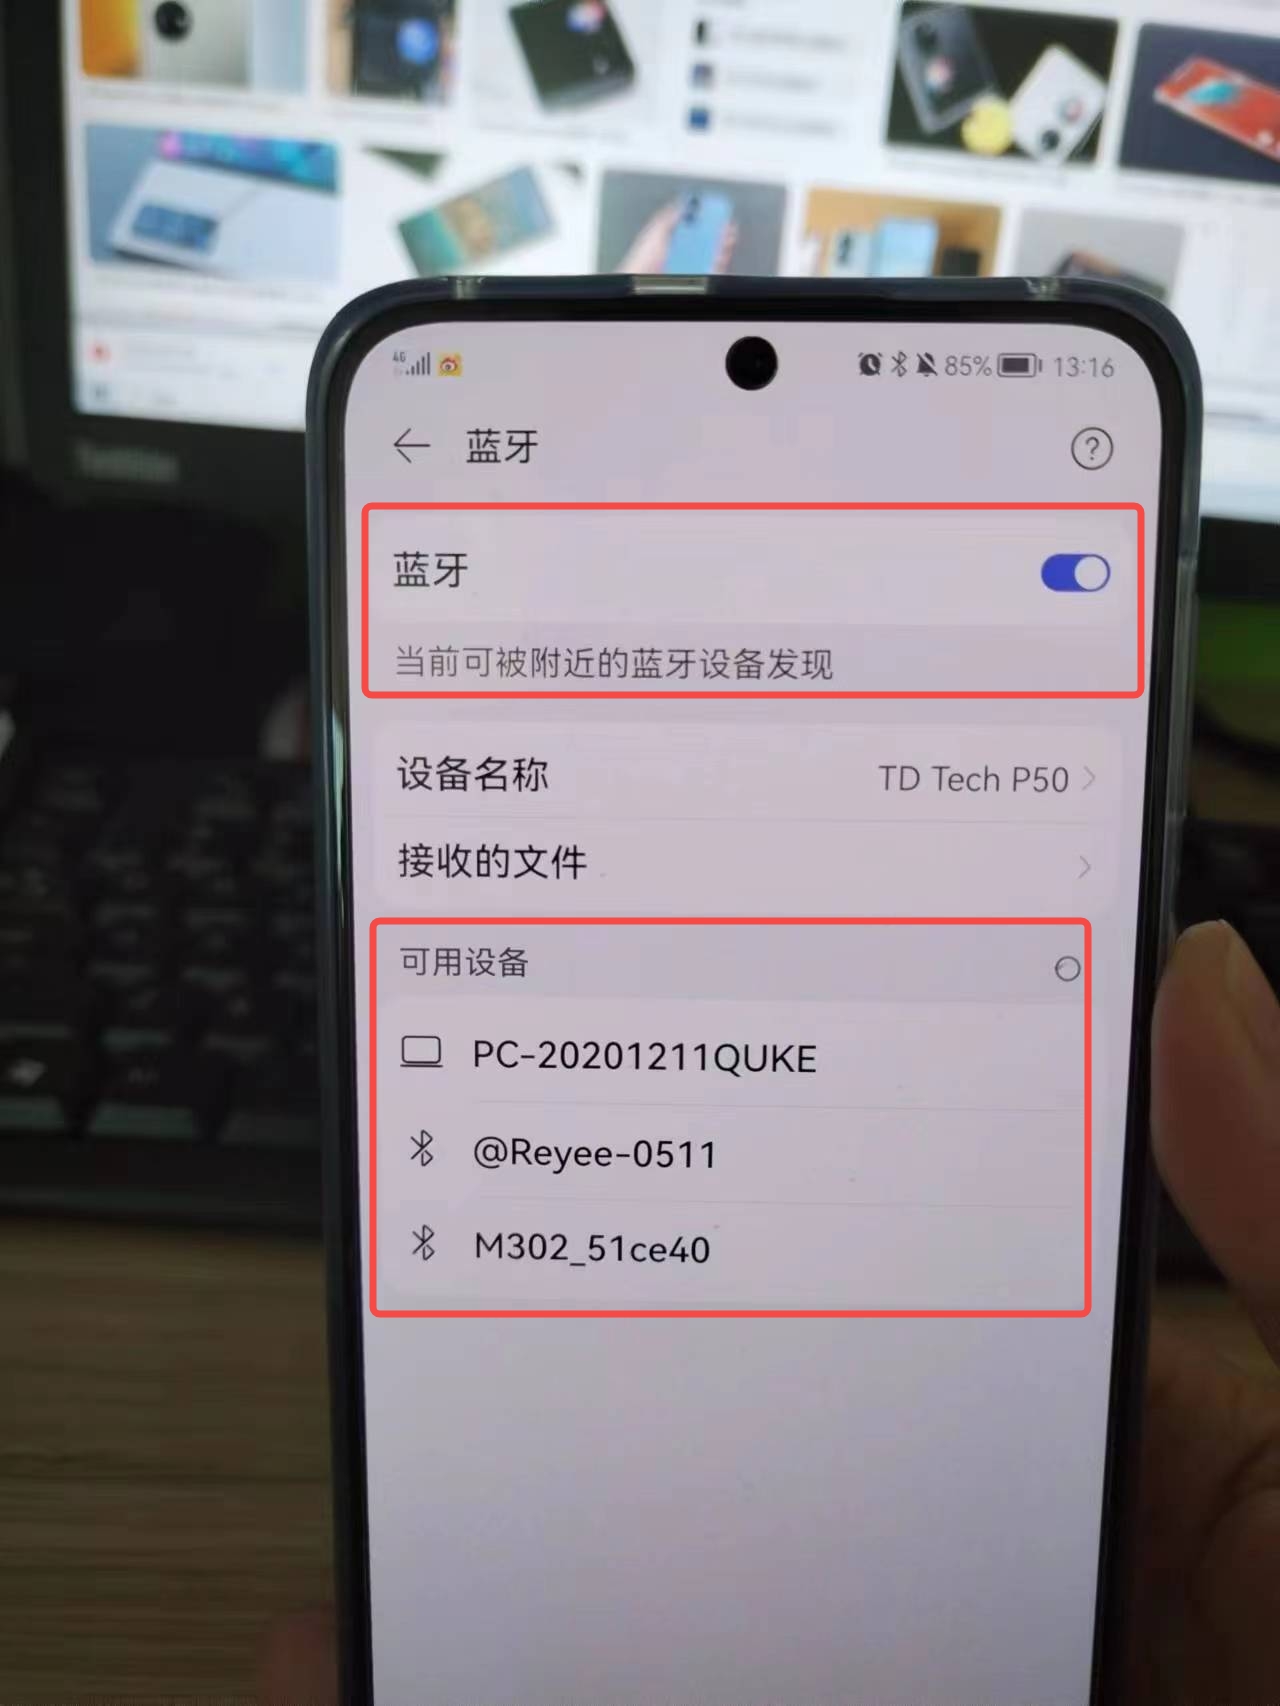 4G 85% 13:16
蓝牙
蓝牙
当前可被附近的蓝牙设备发现
设备名称 TD Tech P50
接收的文件
可用设备
PC-20201211QUKE
@Reyee-0511
M302_51ce40